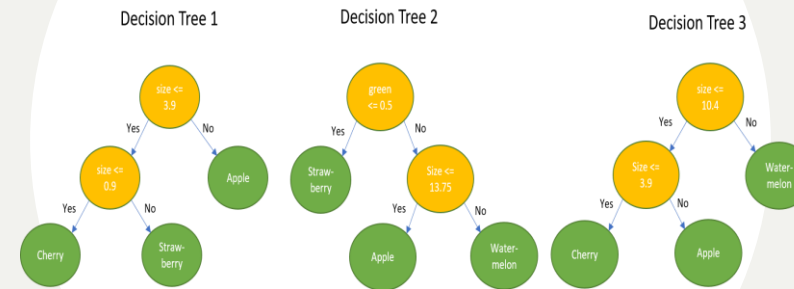 Decision Tree 1
size <=
3.9
Yes
No
size <=
0.9
Apple
Yes
No
Cherry
Straw-
berry
Decision Tree 2
green
<= 0.5
Yes
No
Straw-
berry
Size <=
13.75
Yes
No
Apple
Water-
melon
Decision Tree 3
size <=
10.4
Yes
No
Size <=
3.9
Water-
melon
Yes
No
Cherry
Apple